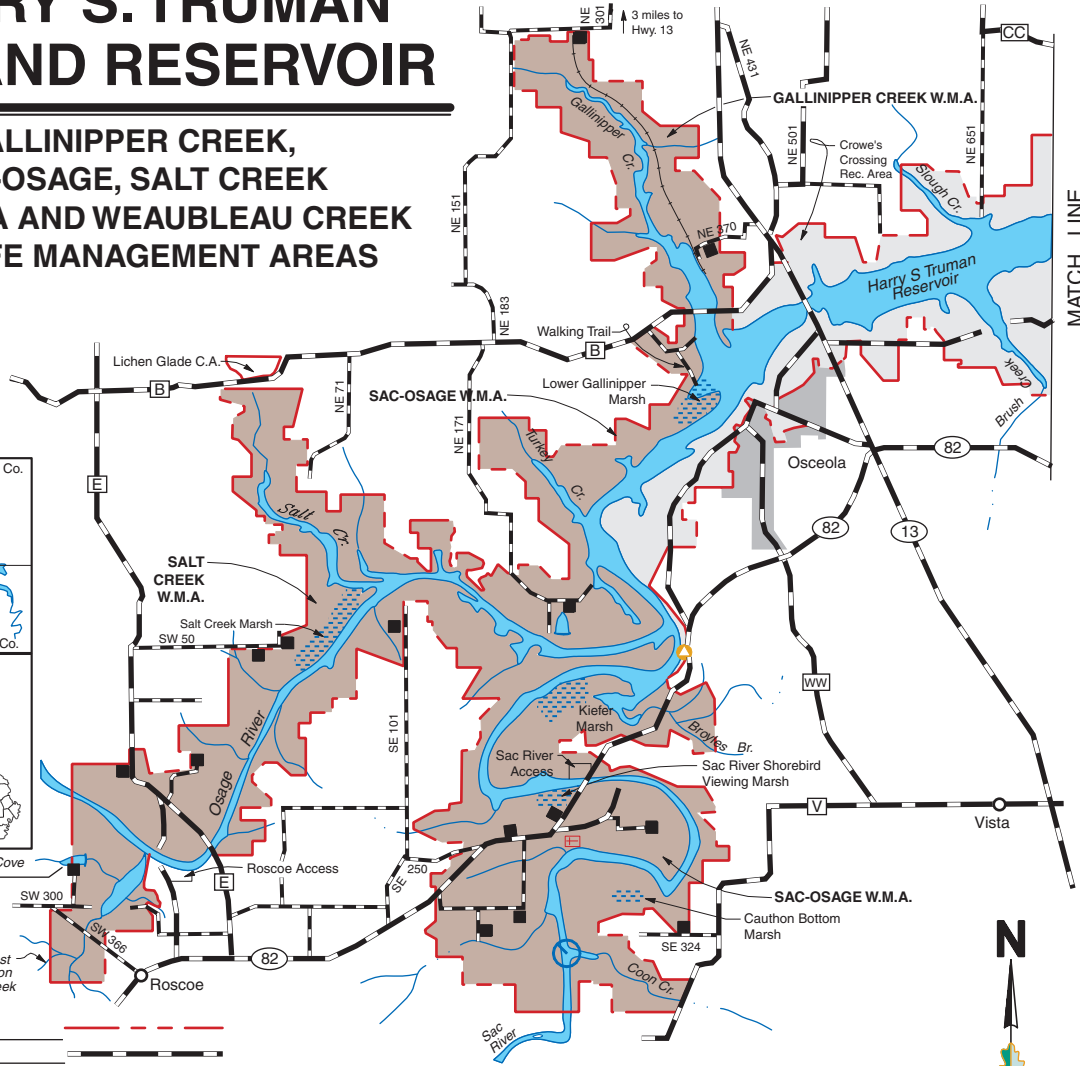 RY S. TRUMAN
AND RESERVOIR
ALLINIPPER CREEK,
-OSAGE, SALT CREEK
A AND WEAUBLEAU CREEK
FE MANAGEMENT AREAS
NE 301
3 miles to
Hwy. 13
NE 431
CC
GALLINIPPER CREEK W.M.A.
Gallinipper
Cr.
NE 501
Crowe's
Crossing
Rec. Area
NE 651
Slough Cr.
NE 151
NE 370
MATCH LINE
Harry S Truman
Reservoir
NE 183
Walking Trail
B
Lichen Glade C.A.
B
NE 71
SAC-OSAGE W.M.A.
Lower Gallinipper
Marsh
NE 171
Creek
Brush
Turkey
Cr.
Osceola
82
Co.
E
Salt
Cr.
82
13
SALT
CREEK
W.M.A.
Salt Creek Marsh
SW 50
Co.
WW
Kiefer
Marsh
Broyles Br.
River
Osage
SE 101
Sac River
Access
Sac River Shorebird
Viewing Marsh
V
Vista
Cove
Roscoe Access
E
SE 250
SW 300
SW 366
SAC-OSAGE W.M.A.
Cauthon Bottom
Marsh
SE 324
N
st
on
eek
82
Roscoe
Coon Cr.
Sac
River